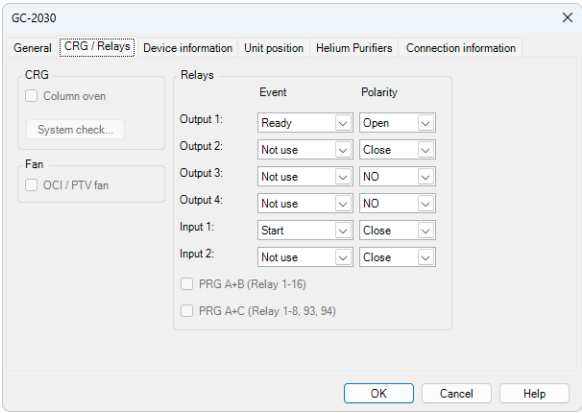 GC-2030
General CRG / Relays Device information Unit position Helium Purifiers Connection information
CRG
Column oven
System check...
Fan
OCI / PTV fan
Relays
Event Polarity
Output 1: Ready Open
Output 2: Not use Close
Output 3: Not use NO
Output 4: Not use NO
Input 1: Start Close
Input 2: Not use Close
PRG A+B (Relay 1-16)
PRG A+C (Relay 1-8, 93, 94)
OK Cancel Help